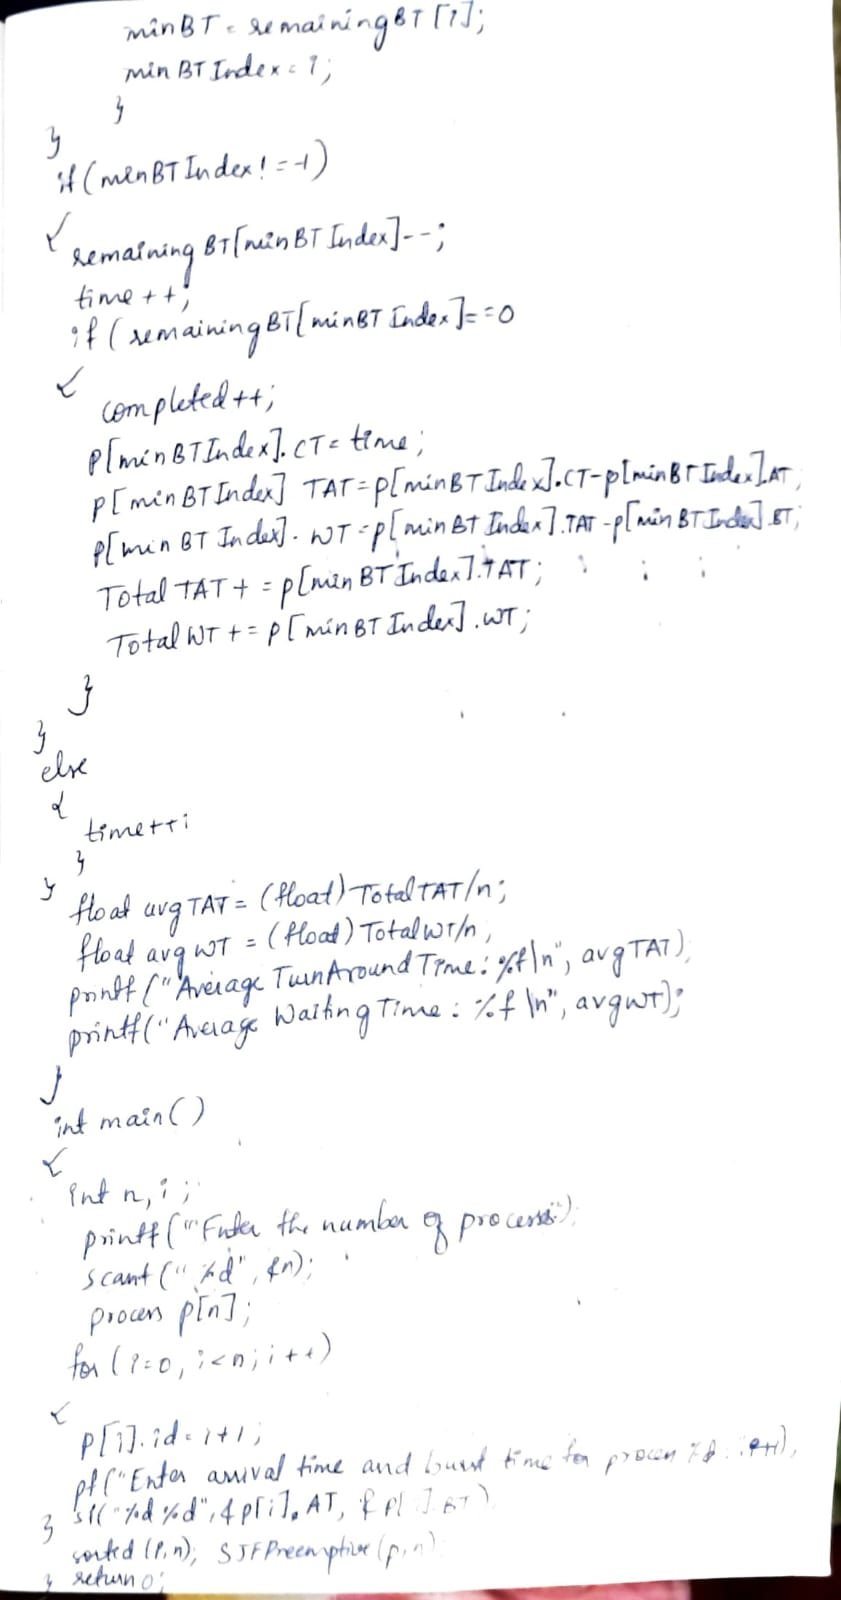 minBT = remainingBT[i];
minBTIndex = i;
}
}
if(minBTIndex!=-1)
{
remainingBT[minBTIndex]--;
time++;
if(remainingBT[minBTIndex]==0
{
completed++;
p[minBTIndex].CT=time;
p[minBTIndex] TAT=p[minBTIndex].CT-p[minBTIndex].AT;
p[minBTIndex].WT=p[minBtIndex].TAT-p[minBTIndex].BT;
TotalTAT+=p[minBTIndex].TAT;
TotalWT+=p[minBTIndex].WT;
}
}
else
{
time++;
}
}
float avgTAT=(float)TotalTAT/n;
float avgWT=(float)TotalWT/n;
printf("Average TurnAroundTime:%f\n", avgTAT);
printf("Average WaitingTime:%f\n", avgWT);
}
int main()
{
int n,i;
printf("Enter the number of process:");
scanf("%d",&n);
process p[n];
for(i=0;i<n;i++)
{
p[i].id=i+1;
pf("Enter arrival time and burst time for process %d: i+1),
} sf("%d %d",&p[i].AT, &p[i].BT)
sorted(p,n); SJFPreemptive(p,n);
} return 0;